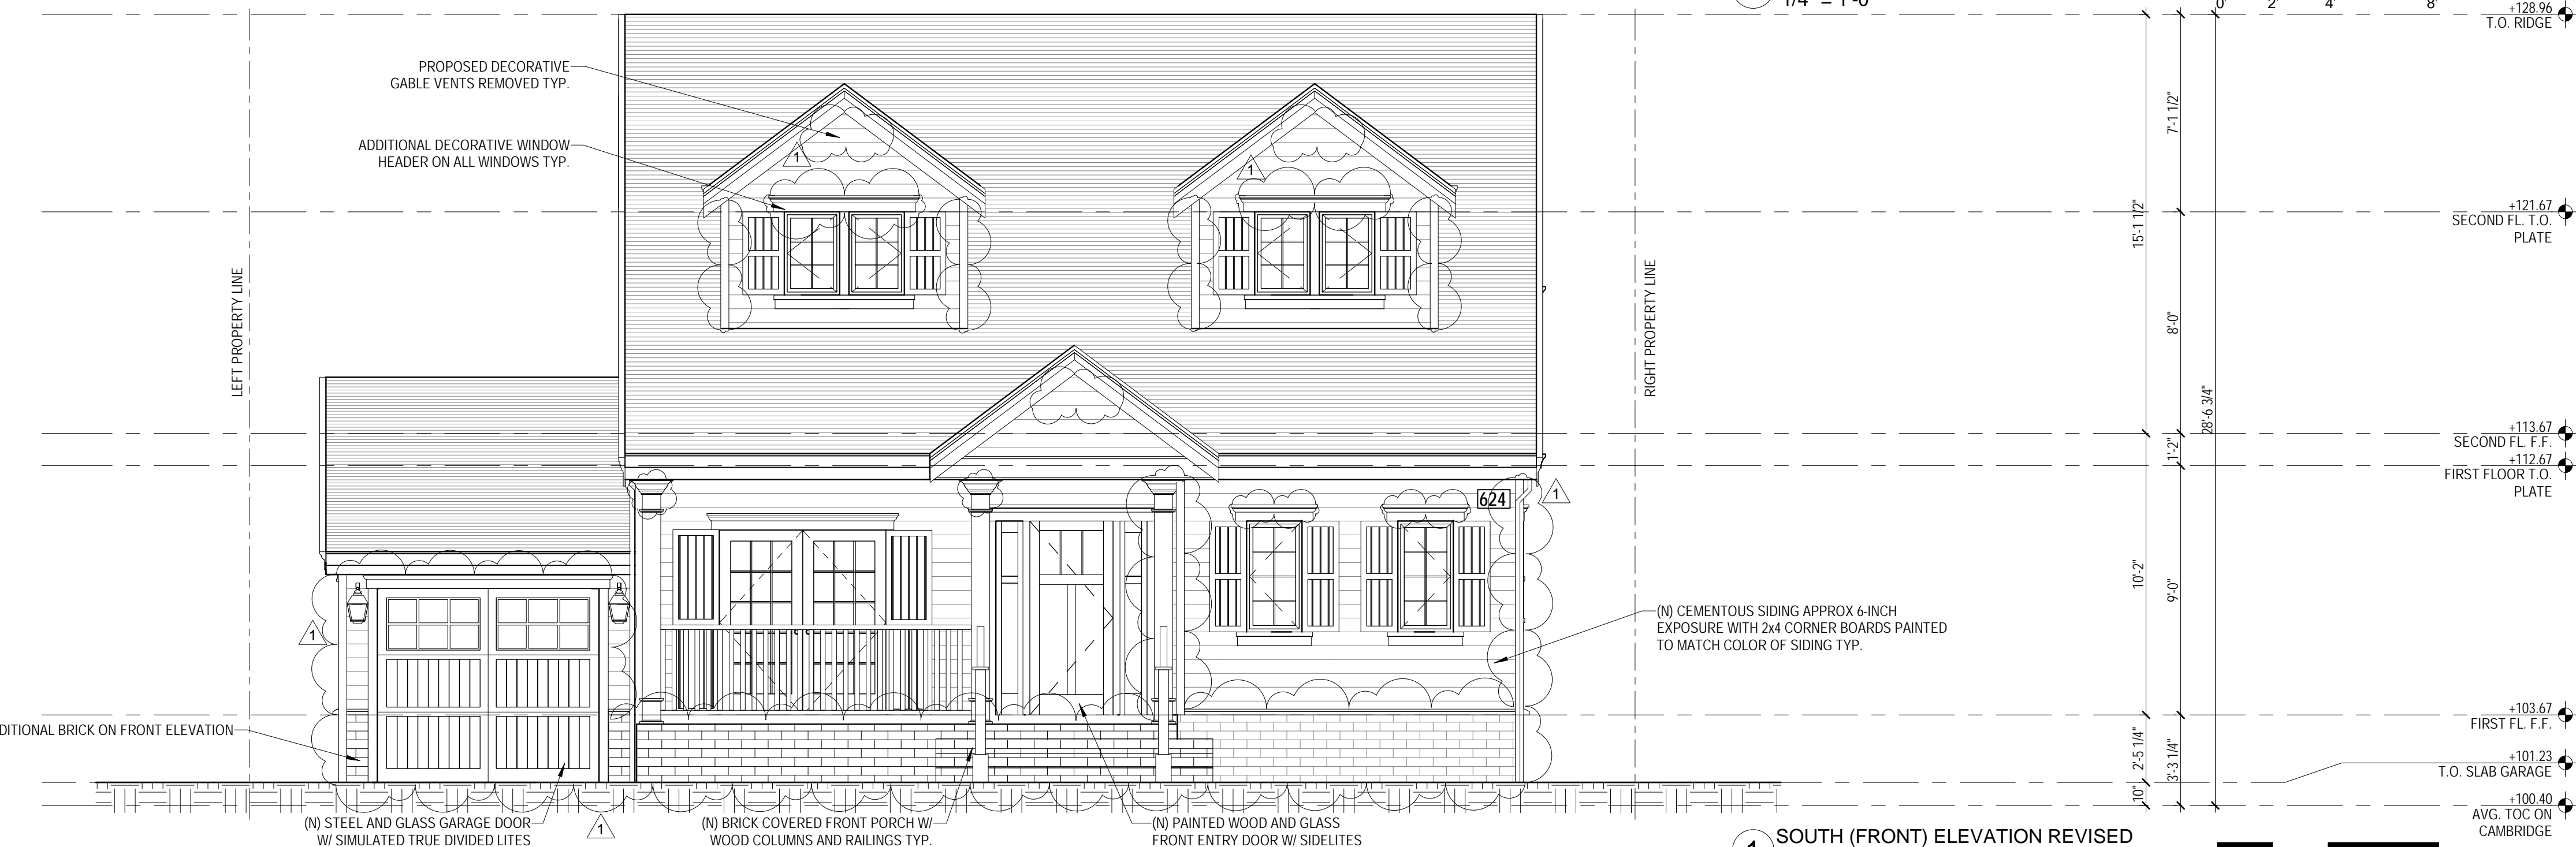 1/4" = 1'-0"
0' 2' 4' 8'
+128.96
T.O. RIDGE
PROPOSED DECORATIVE
GABLE VENTS REMOVED TYP.
ADDITIONAL DECORATIVE WINDOW
HEADER ON ALL WINDOWS TYP.
1
1
7'-1 1/2"
15'-1 1/2"
+121.67
SECOND FL. T.O.
PLATE
LEFT PROPERTY LINE
RIGHT PROPERTY LINE
8'-0"
28'-6 3/4"
+113.67
SECOND FL. F.F.
1'-2"
+112.67
FIRST FLOOR T.O.
PLATE
624
1
10'-2"
9'-0"
(N) CEMENTOUS SIDING APPROX 6-INCH
EXPOSURE WITH 2x4 CORNER BOARDS PAINTED
TO MATCH COLOR OF SIDING TYP.
1
DITIONAL BRICK ON FRONT ELEVATION
+103.67
FIRST FL. F.F.
2'-5 1/4"
3'-3 1/4"
+101.23
T.O. SLAB GARAGE
10"
+100.40
AVG. TOC ON
CAMBRIDGE
(N) STEEL AND GLASS GARAGE DOOR
W/ SIMULATED TRUE DIVIDED LITES
1
(N) BRICK COVERED FRONT PORCH W/
WOOD COLUMNS AND RAILINGS TYP.
(N) PAINTED WOOD AND GLASS
FRONT ENTRY DOOR W/ SIDELITES
1 SOUTH (FRONT) ELEVATION REVISED